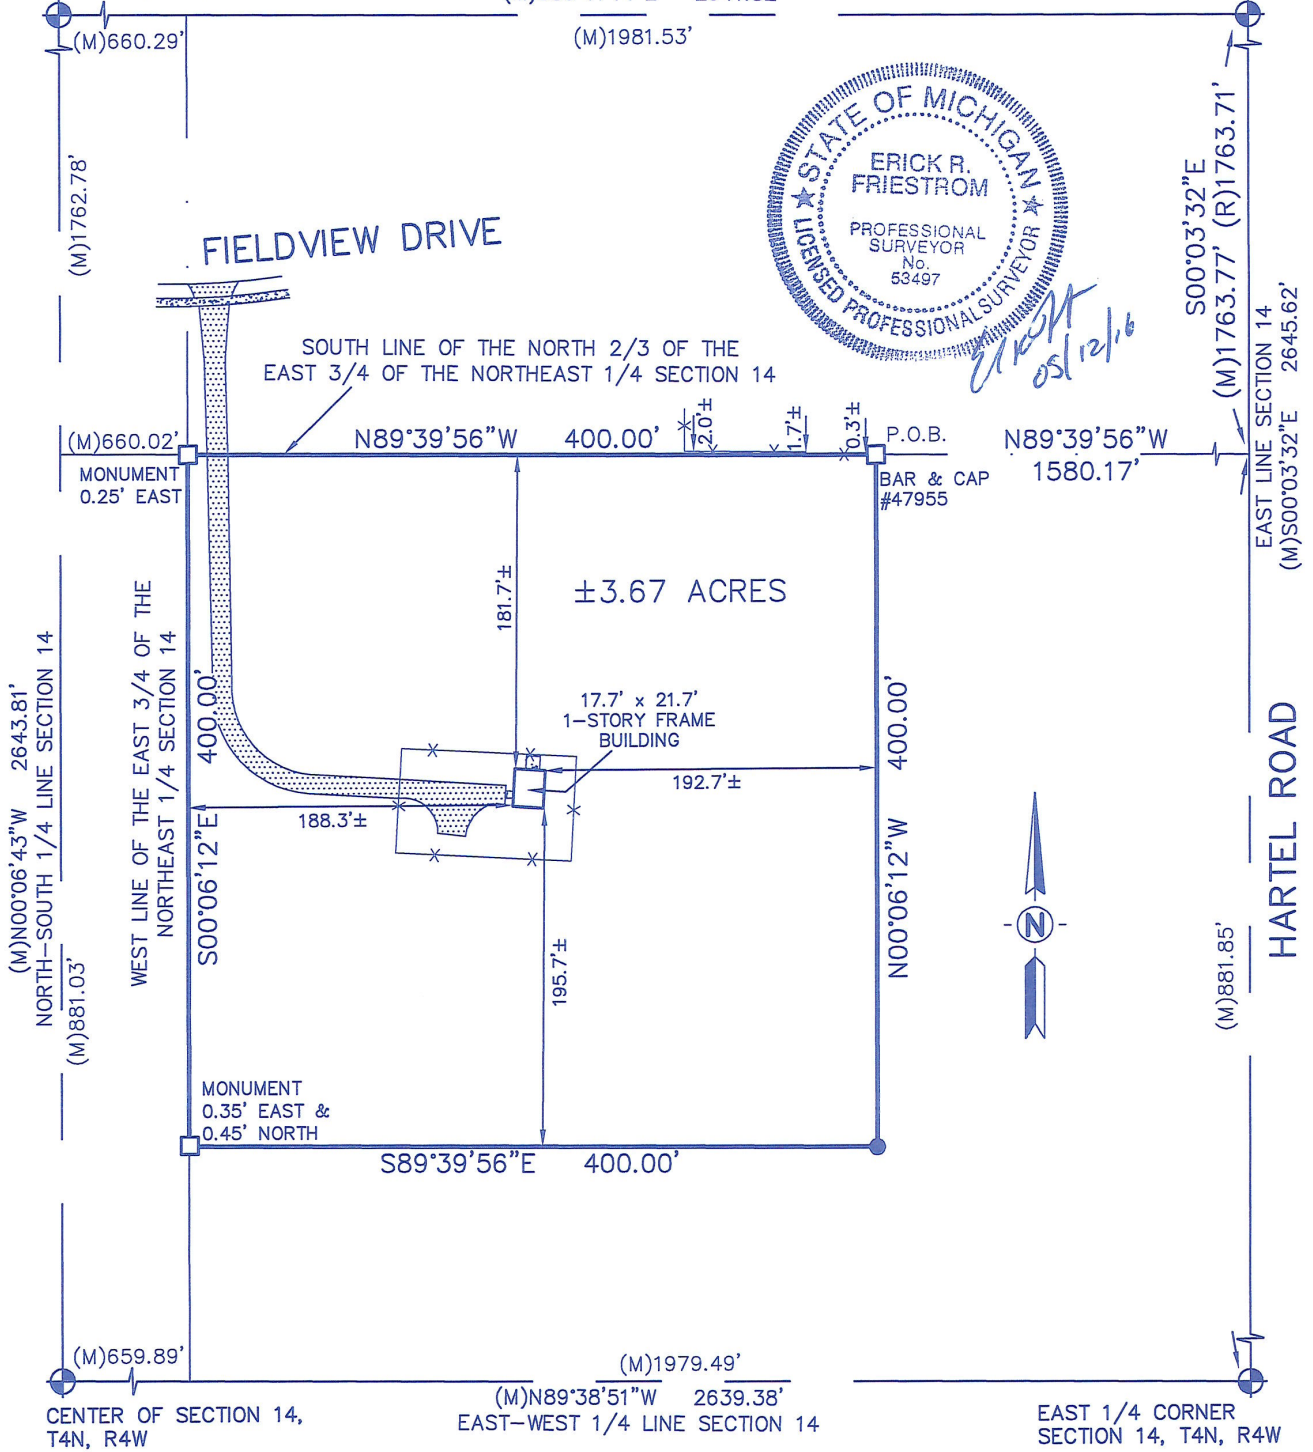 (M)660.29'
(M)1981.53'
(M)1762.78'
FIELDVIEW DRIVE
STATE OF MICHIGAN
LICENSED PROFESSIONAL SURVEYOR
ERICK R.
FRIESTROM
PROFESSIONAL
SURVEYOR
No.
53497
05/12/16
S00°03'32"E
(M)1763.77' (R)1763.71'
SOUTH LINE OF THE NORTH 2/3 OF THE
EAST 3/4 OF THE NORTHEAST 1/4 SECTION 14
EAST LINE SECTION 14
(M)S00°03'32"E 2645.62'
(M)660.02'
MONUMENT
0.25' EAST
N89°39'56"W 400.00'
2.0'±
1.7'±
0.3'±
P.O.B.
BAR & CAP
#47955
N89°39'56"W
1580.17'
181.7'±
±3.67 ACRES
17.7' x 21.7'
1-STORY FRAME
BUILDING
192.7'±
188.3'±
195.7'±
(M)N00°06'43"W 2643.81'
NORTH-SOUTH 1/4 LINE SECTION 14
(M)881.03'
WEST LINE OF THE EAST 3/4 OF THE
NORTHEAST 1/4 SECTION 14
S00°06'12"E 400.00'
N00°06'12"W 400.00'
N
HARTEL ROAD
(M)881.85'
MONUMENT
0.35' EAST &
0.45' NORTH
S89°39'56"E 400.00'
(M)659.89'
(M)1979.49'
(M)N89°38'51"W 2639.38'
EAST-WEST 1/4 LINE SECTION 14
CENTER OF SECTION 14,
T4N, R4W
EAST 1/4 CORNER
SECTION 14, T4N, R4W